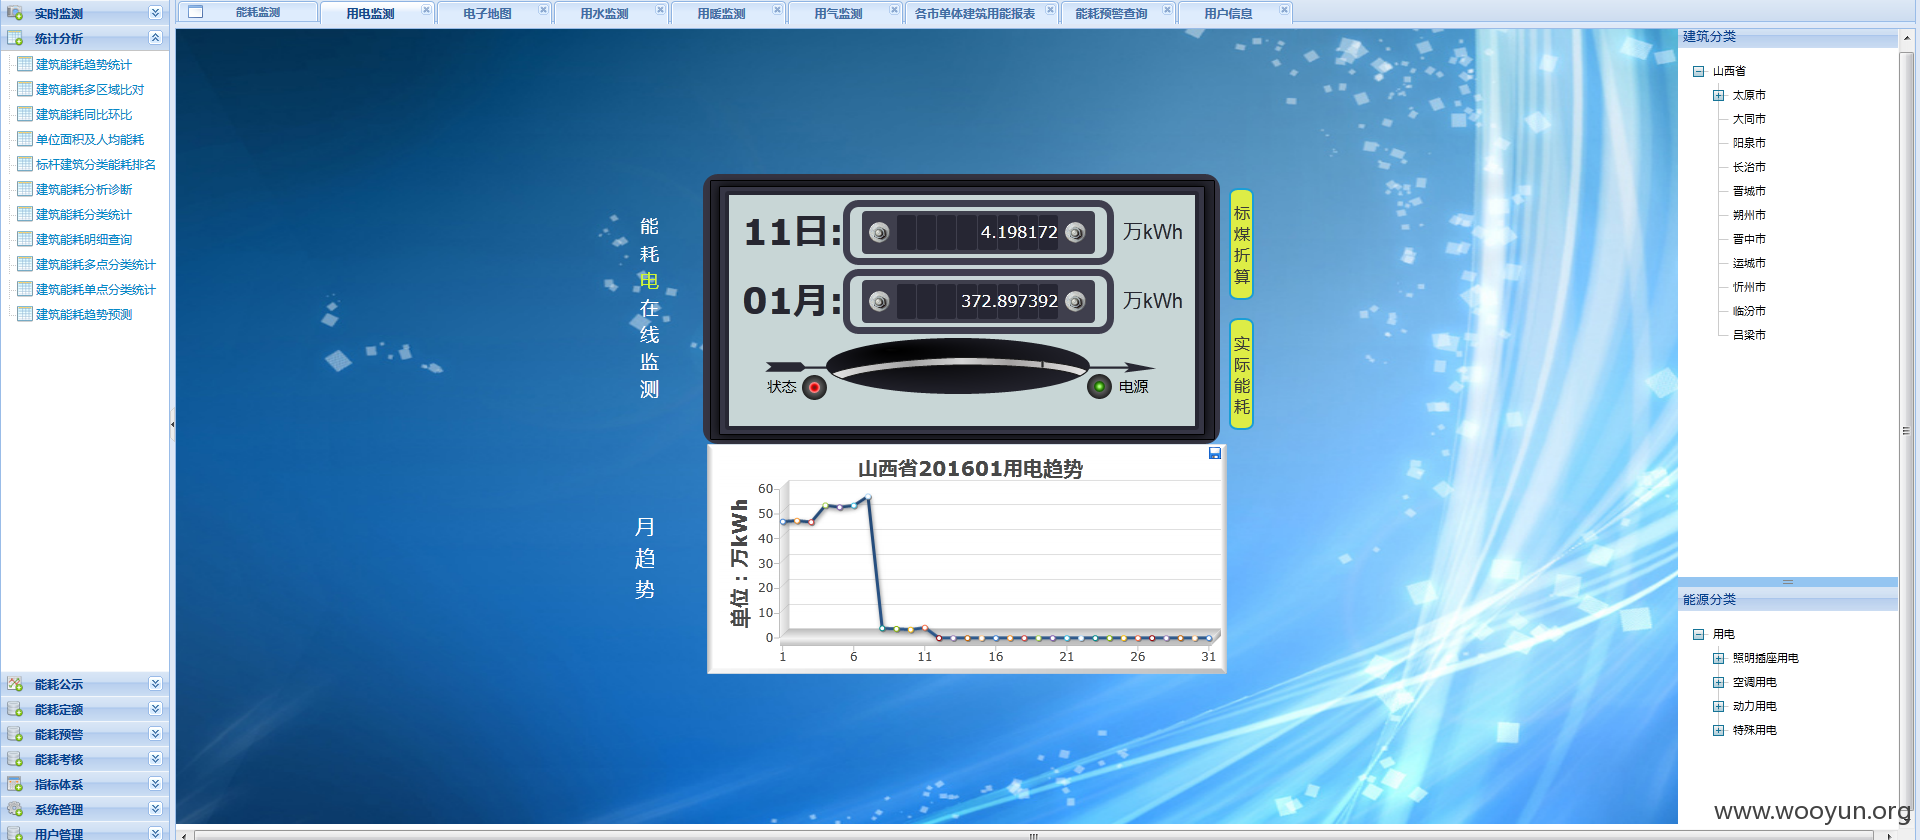 实时监测
统计分析
建筑能耗趋势统计
建筑能耗多区域比对
建筑能耗同比环比
单位面积及人均能耗
标杆建筑分类能耗排名
建筑能耗分析诊断
建筑能耗分类统计
建筑能耗明细查询
建筑能耗多点分类统计
建筑能耗单点分类统计
建筑能耗趋势预测
能耗公示
能耗定额
能耗预警
能耗考核
指标体系
系统管理
用户管理
能耗监测
用电监测
电子地图
用水监测
用暖监测
用气监测
各市单体建筑用能报表
能耗预警查询
用户信息
能耗电在线监测
11日: 4.198172 万kWh
01月: 372.897392 万kWh
状态
电源
标煤折算
实际能耗
月趋势
山西省201601用电趋势
单位：万kWh
60
50
40
30
20
10
0
1 6 11 16 21 26 31
建筑分类
山西省
太原市
大同市
阳泉市
长治市
晋城市
朔州市
晋中市
运城市
忻州市
临汾市
吕梁市
能源分类
用电
照明插座用电
空调用电
动力用电
特殊用电
www.wooyun.org